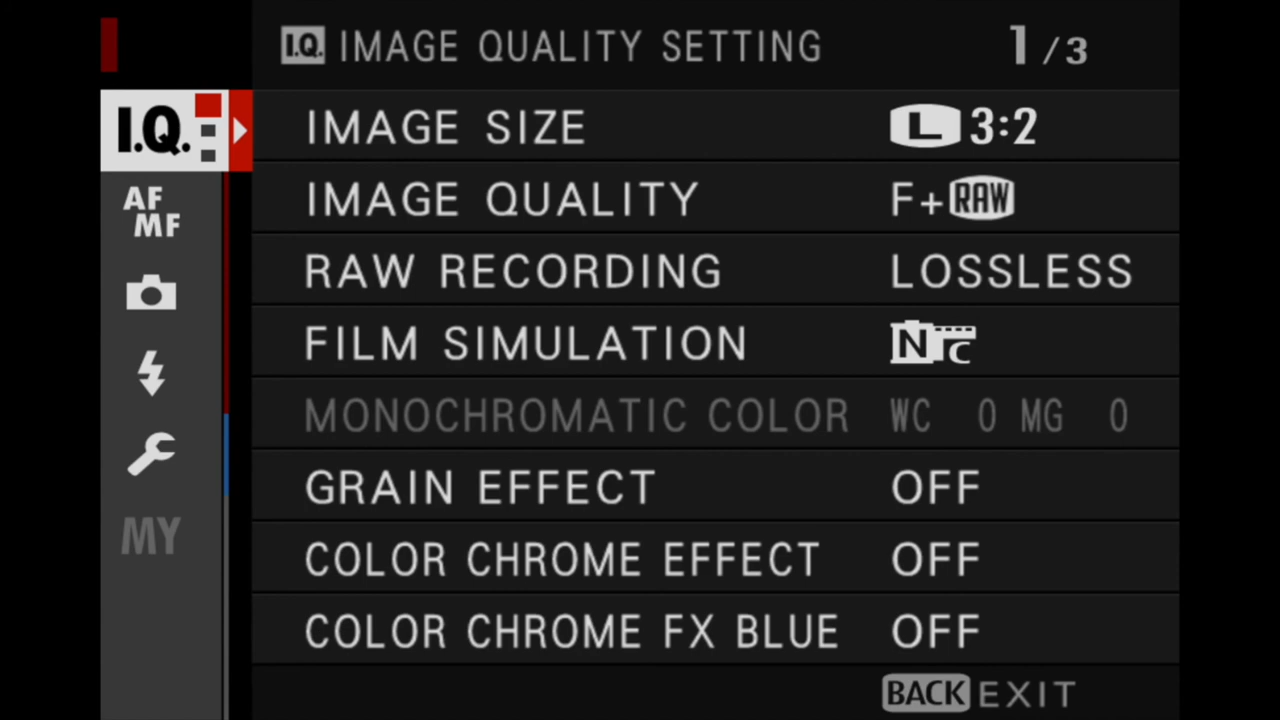 I.Q. IMAGE QUALITY SETTING 1/3
I.Q.
IMAGE SIZE L 3:2
IMAGE QUALITY F+RAW
AF
MF
RAW RECORDING LOSSLESS
FILM SIMULATION N C
MONOCHROMATIC COLOR WC 0 MG 0
GRAIN EFFECT OFF
MY
COLOR CHROME EFFECT OFF
COLOR CHROME FX BLUE OFF
BACK EXIT